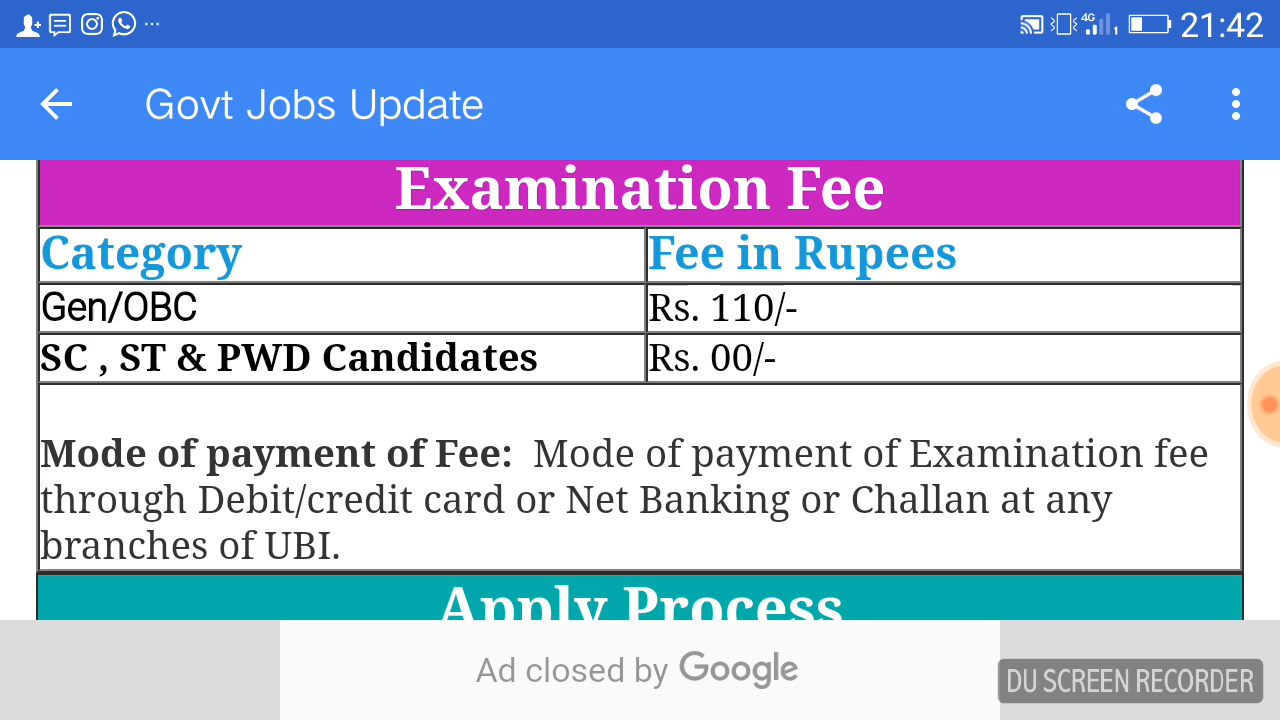 4G 1 21:42
Govt Jobs Update
Examination Fee
Category Fee in Rupees
Gen/OBC Rs. 110/-
SC , ST & PWD Candidates Rs. 00/-
Mode of payment of Fee: Mode of payment of Examination fee
through Debit/credit card or Net Banking or Challan at any
branches of UBI.
Apply Process
Ad closed by Google
DU SCREEN RECORDER